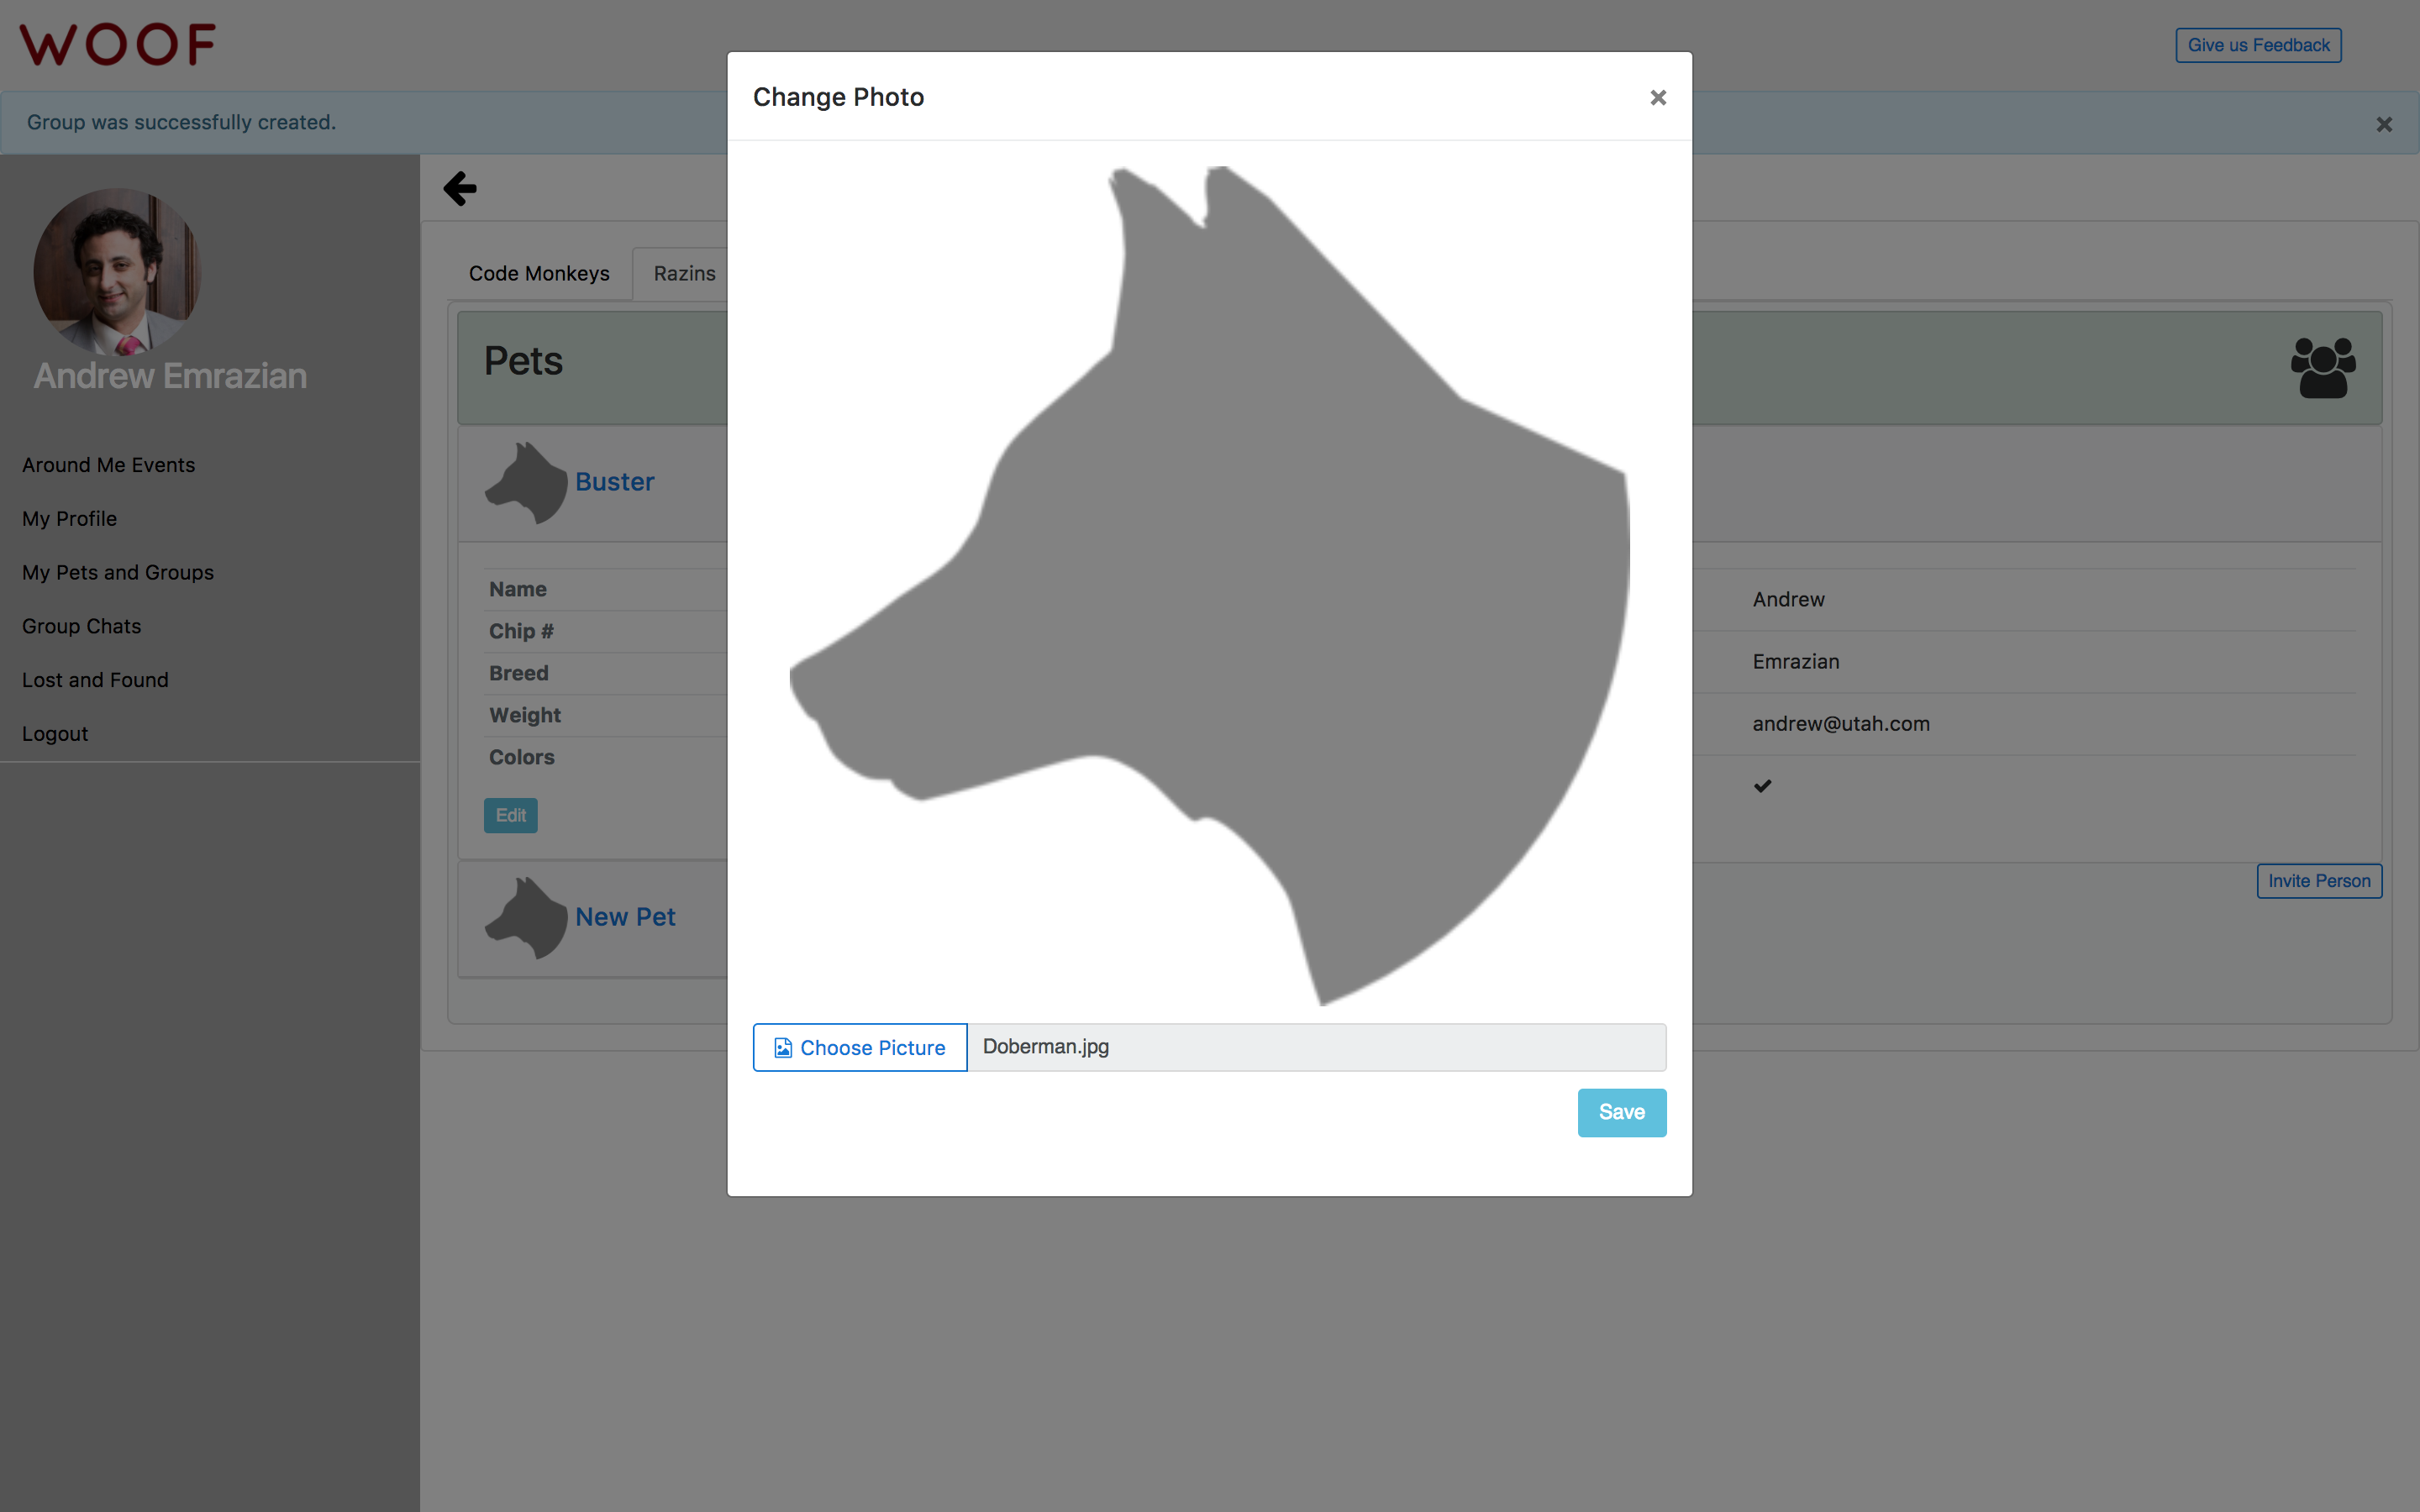 WOOF
Give us Feedback
Group was successfully created.
Andrew Emrazian
Around Me Events
My Profile
My Pets and Groups
Group Chats
Lost and Found
Logout
Code Monkeys
Razins
Pets
Buster
Name
Chip #
Breed
Weight
Colors
Edit
New Pet
Change Photo
Choose Picture
Doberman.jpg
Save
Andrew
Emrazian
andrew@utah.com
Invite Person